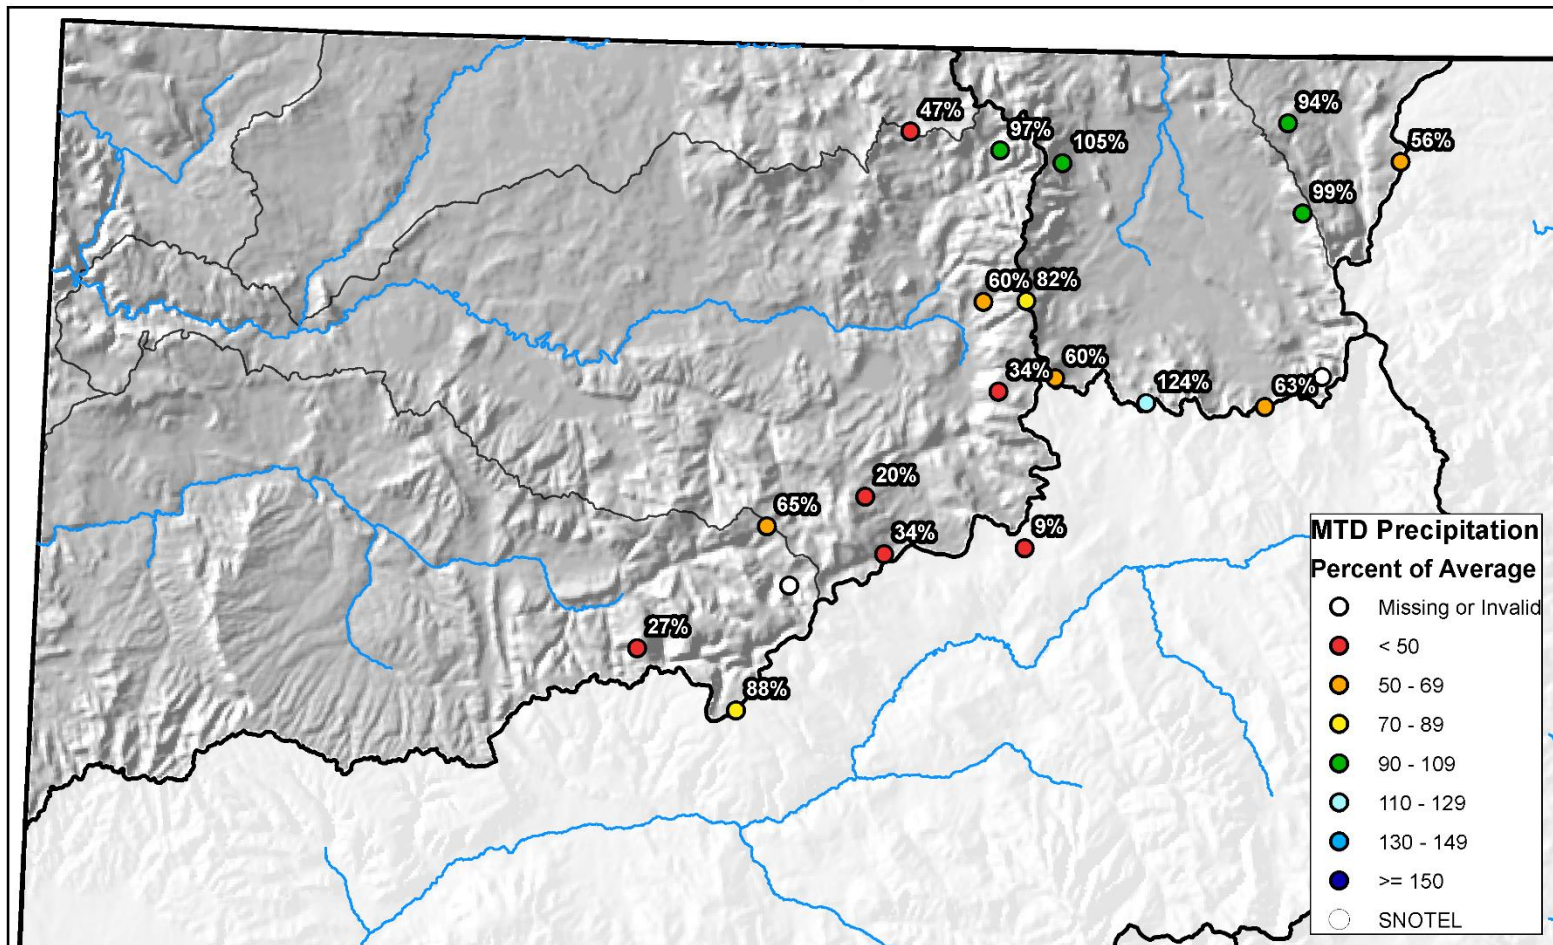 94%
47%
56%
97%
105%
99%
60%
82%
60%
34%
124%
63%
20%
65%
34%
9%
27%
88%
MTD Precipitation
Percent of Average
Missing or Invalid
< 50
50 - 69
70 - 89
90 - 109
110 - 129
130 - 149
>= 150
SNOTEL